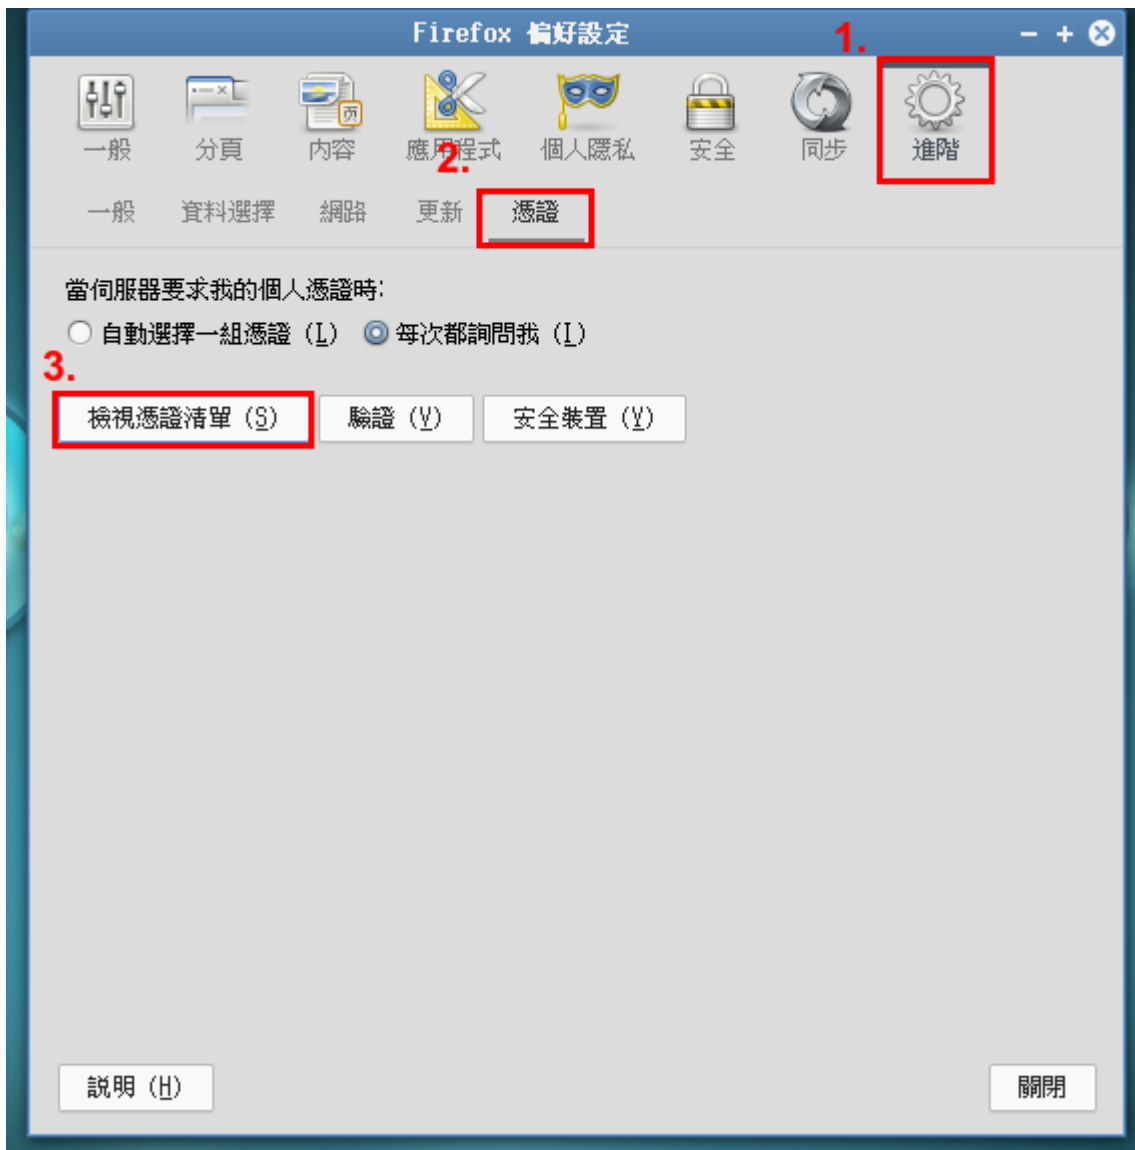 Firefox 偏好設定
1.
一般 分頁 內容 應用程式 個人隱私 安全 同步 進階
页
2.
一般 資料選擇 網路 更新 憑證
當伺服器要求我的個人憑證時:
自動選擇一組憑證 (L) 每次都詢問我 (I)
3.
檢視憑證清單 (S) 驗證 (V) 安全裝置 (Y)
說明 (H) 關閉